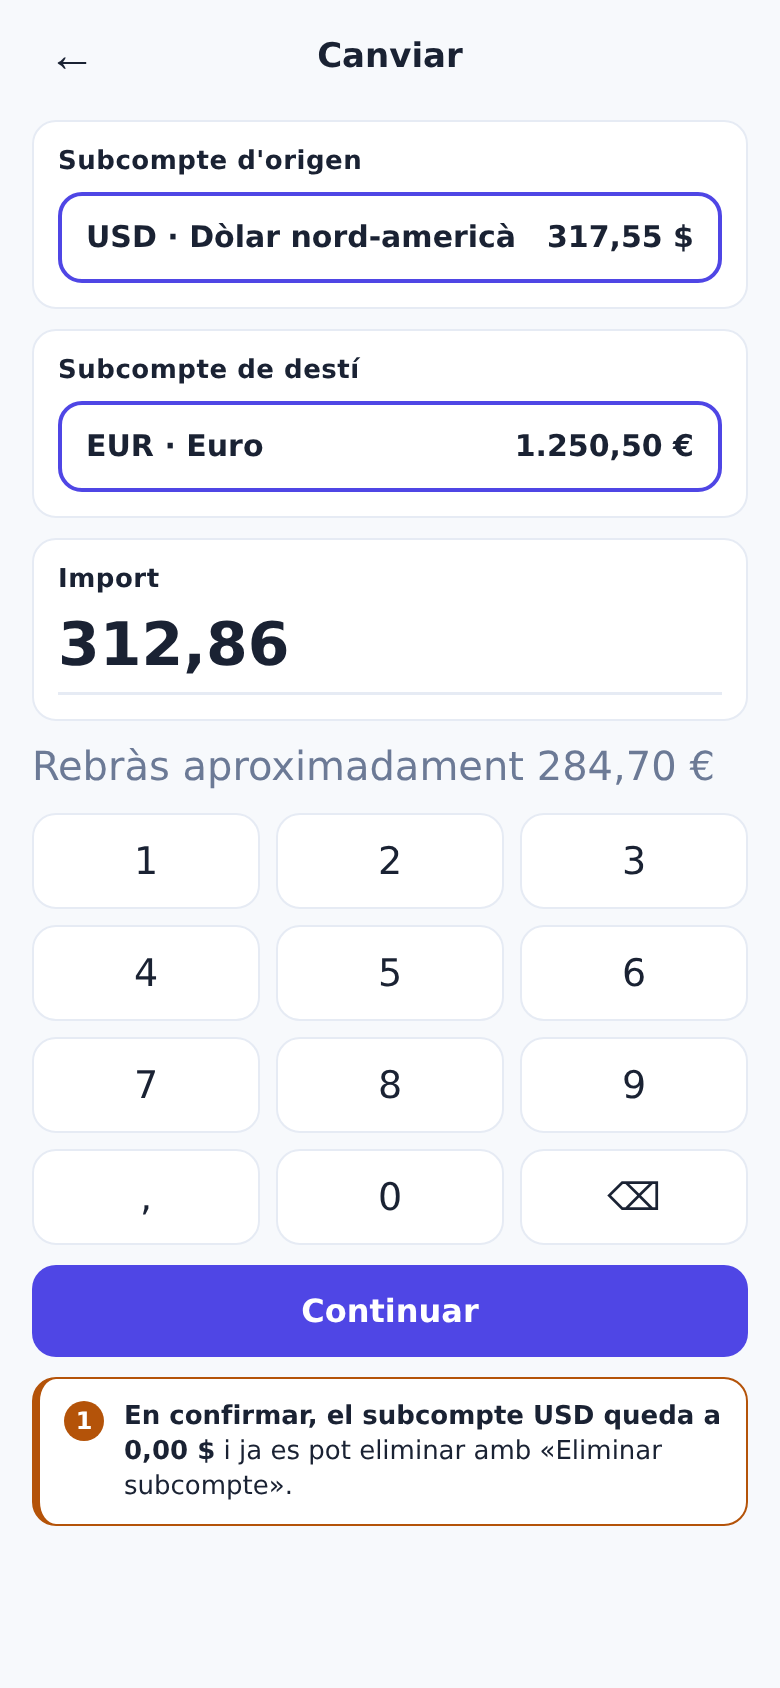 ←
Canviar
Subcompte d'origen
USD · Dòlar nord-americà 317,55 $
Subcompte de destí
EUR · Euro 1.250,50 €
Import
312,86
Rebràs aproximadament 284,70 €
1 2 3
4 5 6
7 8 9
, 0 ⌫
Continuar
1 En confirmar, el subcompte USD queda a
0,00 $ i ja es pot eliminar amb «Eliminar
subcompte».